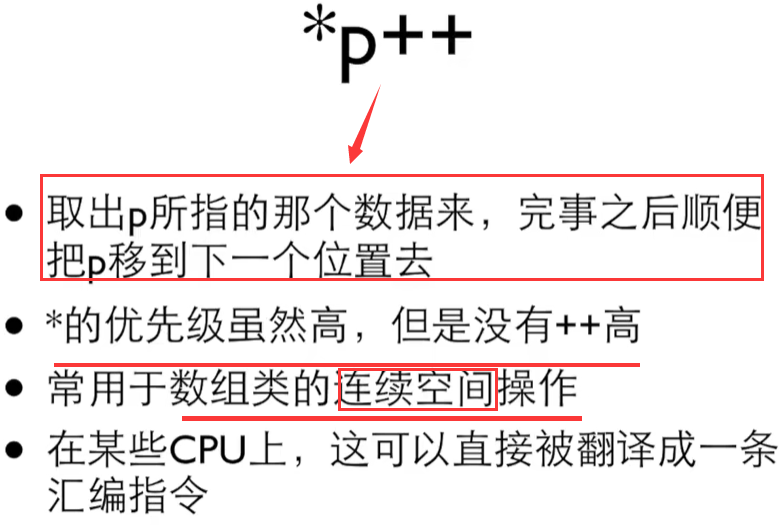 *p++
● 取出p所指的那个数据来，完事之后顺便
把p移到下一个位置去
● *的优先级虽然高，但是没有++高
● 常用于数组类的连续空间操作
● 在某些CPU上，这可以直接被翻译成一条
汇编指令